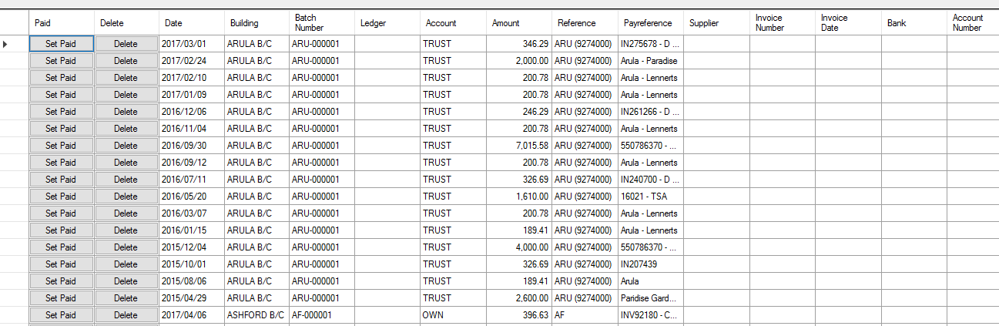 Paid Delete Date Building Batch Number Ledger Account Amount Reference Payreference Supplier Invoice Number Invoice Date Bank Account Number
Set Paid Delete 2017/03/01 ARULA B/C ARU-000001 TRUST 346.29 ARU (9274000) IN275678 - D ...
Set Paid Delete 2017/02/24 ARULA B/C ARU-000001 TRUST 2,000.00 ARU (9274000) Arula - Paradise
Set Paid Delete 2017/02/10 ARULA B/C ARU-000001 TRUST 200.78 ARU (9274000) Arula - Lennerts
Set Paid Delete 2017/01/09 ARULA B/C ARU-000001 TRUST 200.78 ARU (9274000) Arula - Lennerts
Set Paid Delete 2016/12/06 ARULA B/C ARU-000001 TRUST 246.29 ARU (9274000) IN261266 - D ...
Set Paid Delete 2016/11/04 ARULA B/C ARU-000001 TRUST 200.78 ARU (9274000) Arula - Lennerts
Set Paid Delete 2016/09/30 ARULA B/C ARU-000001 TRUST 7,015.58 ARU (9274000) 550786370 - ...
Set Paid Delete 2016/09/12 ARULA B/C ARU-000001 TRUST 200.78 ARU (9274000) Arula - Lennerts
Set Paid Delete 2016/07/11 ARULA B/C ARU-000001 TRUST 326.69 ARU (9274000) IN240700 - D ...
Set Paid Delete 2016/05/20 ARULA B/C ARU-000001 TRUST 1,610.00 ARU (9274000) 16021 - TSA
Set Paid Delete 2016/03/07 ARULA B/C ARU-000001 TRUST 200.78 ARU (9274000) Arula - Lennerts
Set Paid Delete 2016/01/15 ARULA B/C ARU-000001 TRUST 189.41 ARU (9274000) Arula - Lennerts
Set Paid Delete 2015/12/04 ARULA B/C ARU-000001 TRUST 4,000.00 ARU (9274000) 550786370 - ...
Set Paid Delete 2015/10/01 ARULA B/C ARU-000001 TRUST 326.69 ARU (9274000) IN207439
Set Paid Delete 2015/08/06 ARULA B/C ARU-000001 TRUST 189.41 ARU (9274000) Arula
Set Paid Delete 2015/04/29 ARULA B/C ARU-000001 TRUST 2,600.00 ARU (9274000) Paridise Gard...
Set Paid Delete 2017/04/06 ASHFORD B/C AF-000001 OWN 396.63 AF INV92180 - C...